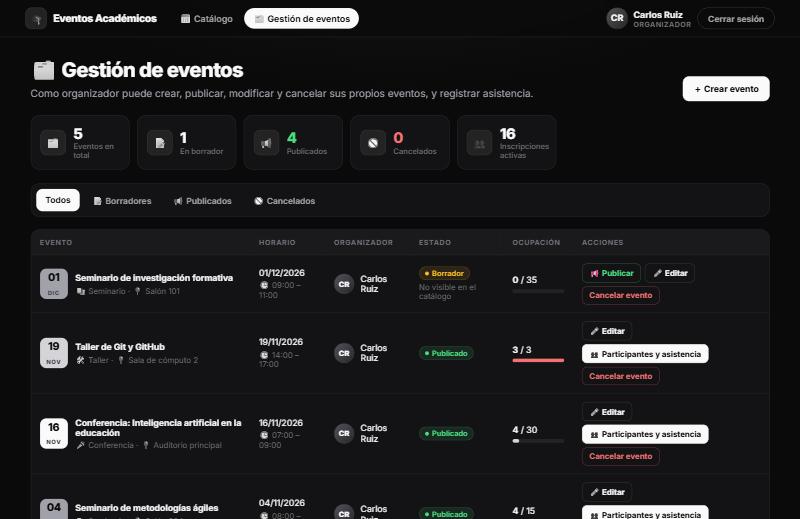 Eventos Académicos
Catálogo
Gestión de eventos
CR
Carlos Ruiz
ORGANIZADOR
Cerrar sesión
Gestión de eventos
Como organizador puede crear, publicar, modificar y cancelar sus propios eventos, y registrar asistencia.
+ Crear evento
5
Eventos en
total
1
En borrador
4
Publicados
0
Cancelados
16
Inscripciones
activas
Todos
Borradores
Publicados
Cancelados
EVENTO
HORARIO
ORGANIZADOR
ESTADO
OCUPACIÓN
ACCIONES
01
DIC
Seminario de investigación formativa
Seminario · Salón 101
01/12/2026
09:00 –
11:00
CR
Carlos
Ruiz
Borrador
No visible en el
catálogo
0 / 35
Publicar
Editar
Cancelar evento
19
NOV
Taller de Git y GitHub
Taller · Sala de cómputo 2
19/11/2026
14:00 –
17:00
CR
Carlos
Ruiz
Publicado
3 / 3
Editar
Participantes y asistencia
Cancelar evento
16
NOV
Conferencia: Inteligencia artificial en la
educación
Conferencia · Auditorio principal
16/11/2026
07:00 –
09:00
CR
Carlos
Ruiz
Publicado
4 / 30
Editar
Participantes y asistencia
Cancelar evento
04
Seminario de metodologías ágiles
04/11/2026
08:00 –
CR
Carlos
Ruiz
Publicado
4 / 15
Editar
Participantes y asistencia